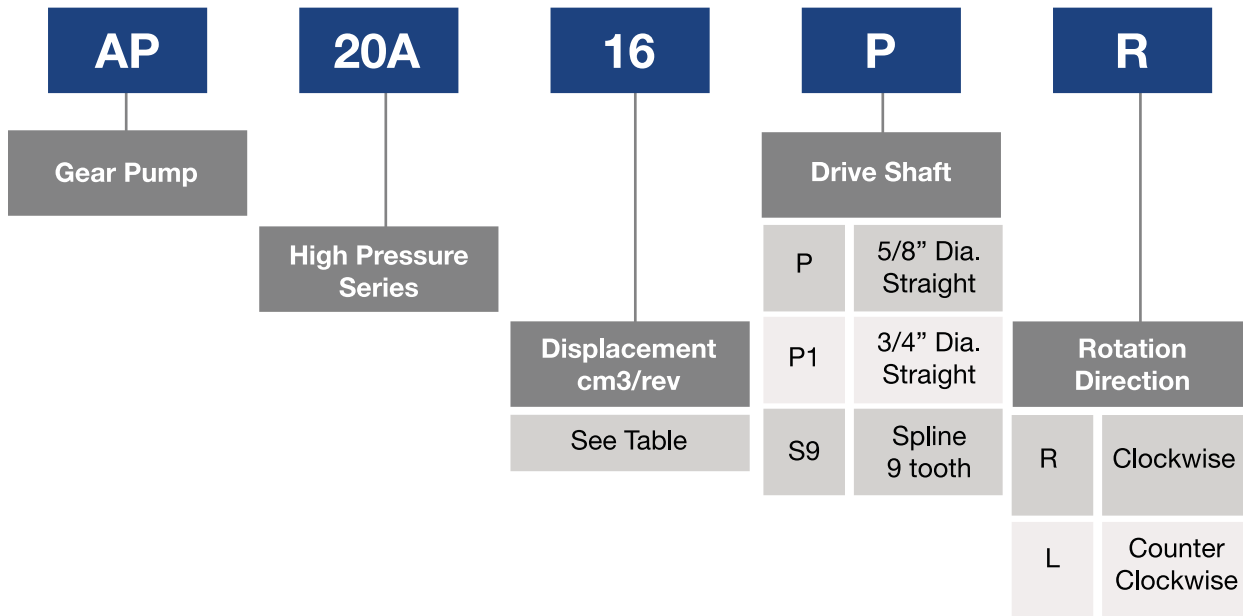 AP
20A
16
P
R
Gear Pump
High Pressure
Series
Displacement
cm3/rev
See Table
Drive Shaft
P
5/8” Dia.
Straight
P1
3/4” Dia.
Straight
S9
Spline
9 tooth
Rotation
Direction
R
Clockwise
L
Counter
Clockwise